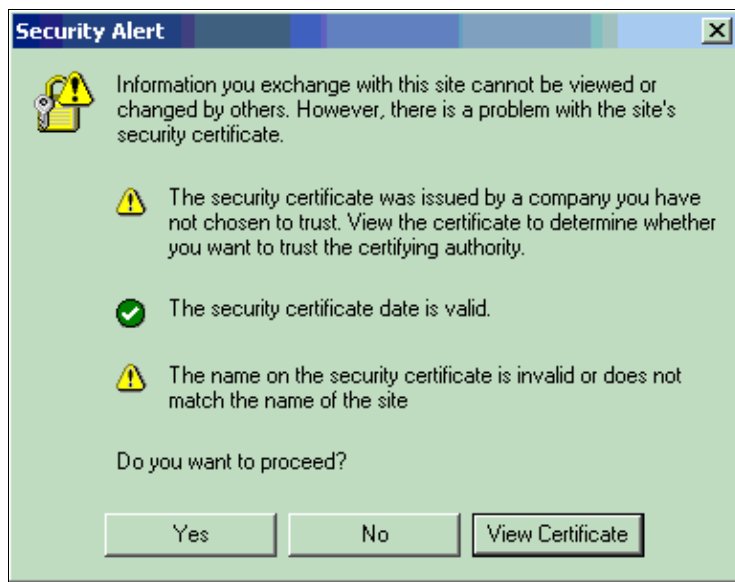 Security Alert
Information you exchange with this site cannot be viewed or
changed by others. However, there is a problem with the site's
security certificate.
The security certificate was issued by a company you have
not chosen to trust. View the certificate to determine whether
you want to trust the certifying authority.
The security certificate date is valid.
The name on the security certificate is invalid or does not
match the name of the site
Do you want to proceed?
Yes No View Certificate